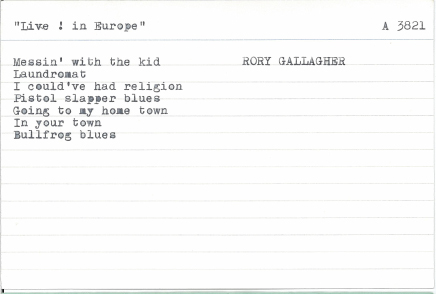 "Live ! in Europe" A 3821
Messin' with the kid RORY GALLAGHER
Laundromat
I could've had religion
Pistol slapper blues
Going to my home town
In your town
Bullfrog blues